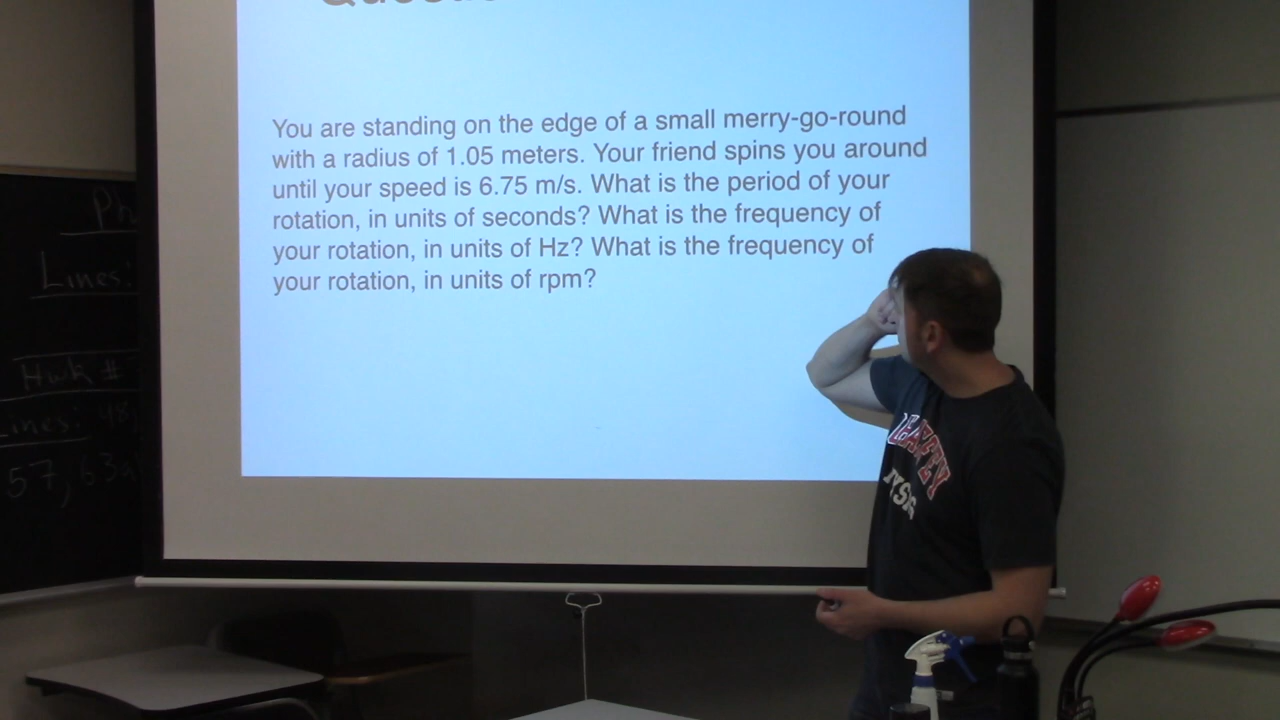 You are standing on the edge of a small merry-go-round
with a radius of 1.05 meters. Your friend spins you around
until your speed is 6.75 m/s. What is the period of your
rotation, in units of seconds? What is the frequency of
your rotation, in units of Hz? What is the frequency of
your rotation, in units of rpm?
Ph
Lines:
Hwk #
Lines: 48,
57, 63a